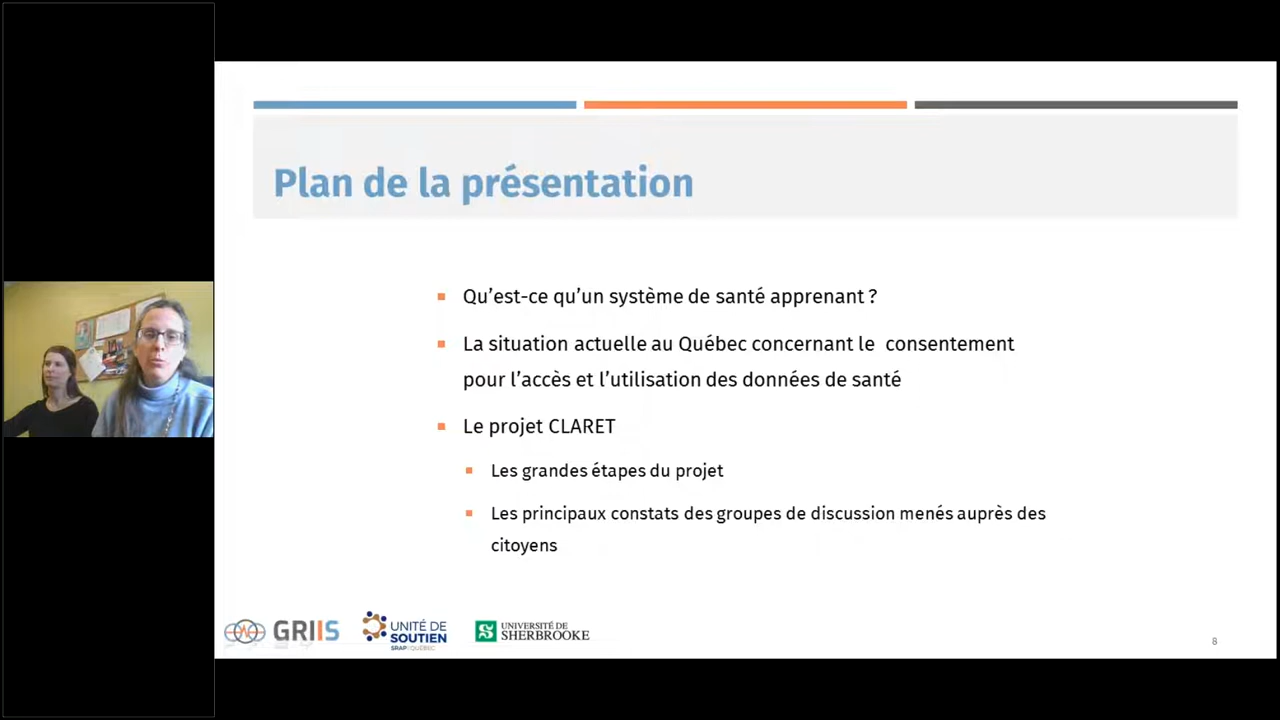 Plan de la présentation
Qu’est-ce qu’un système de santé apprenant ?
La situation actuelle au Québec concernant le consentement
pour l’accès et l’utilisation des données de santé
Le projet CLARET
Les grandes étapes du projet
Les principaux constats des groupes de discussion menés auprès des
citoyens
GRIIS
UNITÉ DE
SOUTIEN
SRAP | QUÉBEC
UNIVERSITÉ DE
SHERBROOKE
8